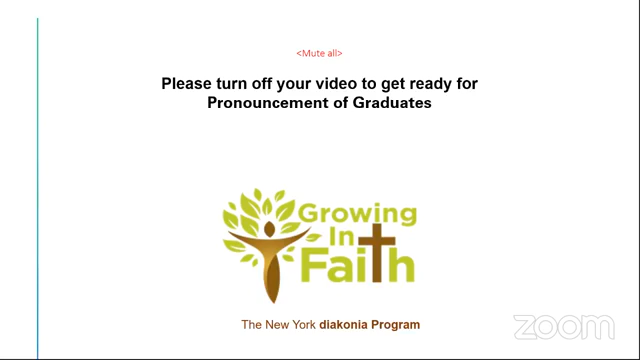 <Mute all>
Please turn off your video to get ready for
Pronouncement of Graduates
Growing
In
Faith
The New York diakonia Program
zoom